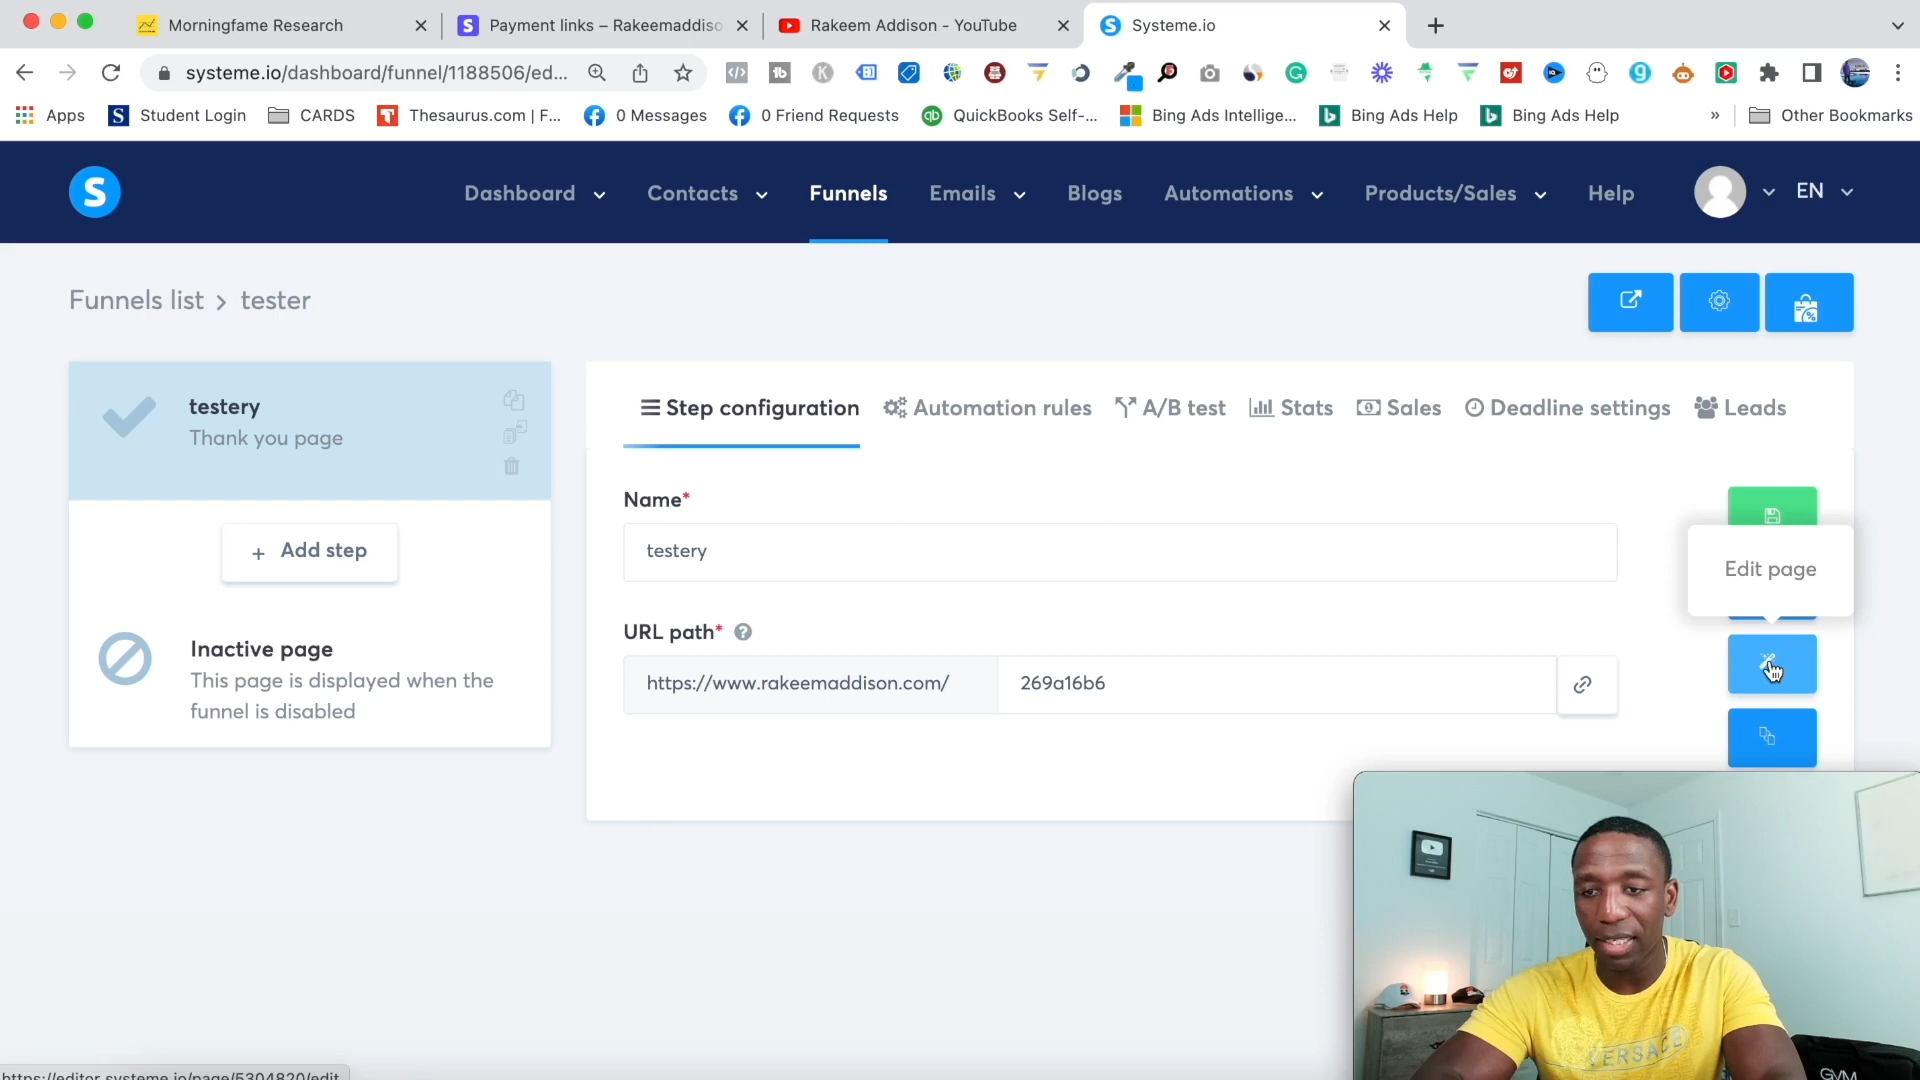 Morningfame Research
Payment links – Rakeemaddiso
Rakeem Addison - YouTube
Systeme.io
systeme.io/dashboard/funnel/1188506/ed...
Apps
Student Login
CARDS
Thesaurus.com | F...
0 Messages
0 Friend Requests
QuickBooks Self-...
Bing Ads Intellige...
Bing Ads Help
Bing Ads Help
»
Other Bookmarks
S
Dashboard
Contacts
Funnels
Emails
Blogs
Automations
Products/Sales
Help
EN
Funnels list > tester
testery
Thank you page
+ Add step
Inactive page
This page is displayed when the
funnel is disabled
Step configuration
Automation rules
A/B test
Stats
Sales
Deadline settings
Leads
Name*
testery
Edit page
URL path*
https://www.rakeemaddison.com/
269a16b6
VERSACE
GVM
https://editor.systeme.io/page/5304820/edit